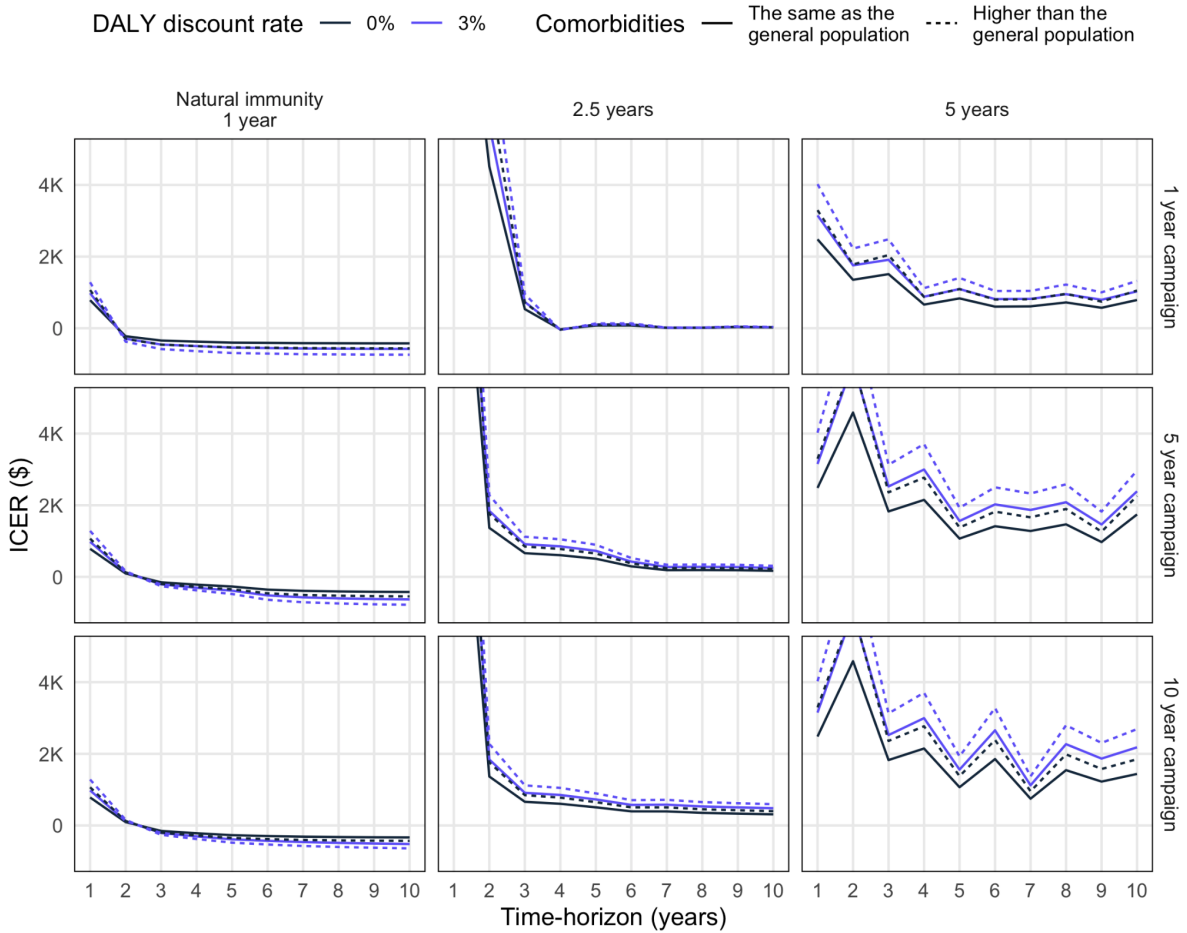 DALY discount rate 0% 3% Comorbidities The same as the general population Higher than the general population
Natural immunity
1 year
2.5 years
5 years
4K
2K
0
1 year campaign
4K
2K
0
5 year campaign
4K
2K
0
10 year campaign
ICER ($)
1 2 3 4 5 6 7 8 9 10
1 2 3 4 5 6 7 8 9 10
1 2 3 4 5 6 7 8 9 10
Time-horizon (years)